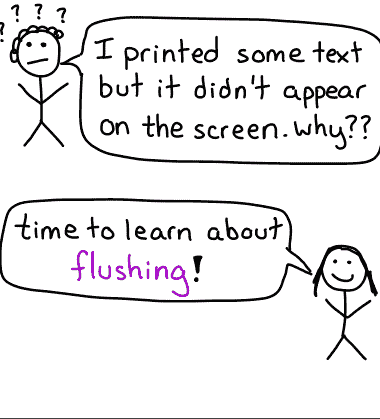 ? ? ? ? ?
I printed some text
but it didn't appear
on the screen. why??
time to learn about
flushing!